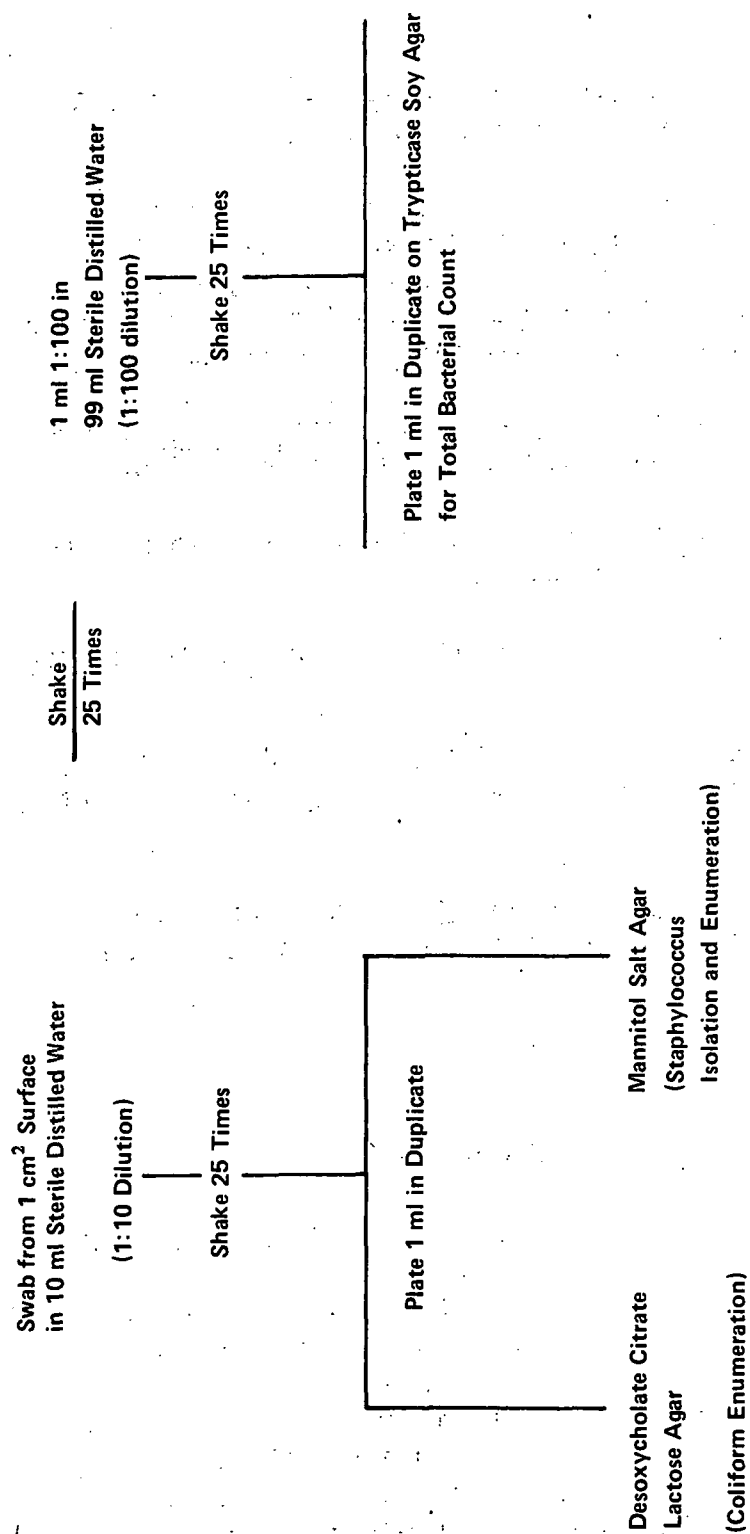 Swab from 1 cm² Surface
in 10 ml Sterile Distilled Water
(1:10 Dilution)
Shake 25 Times
Plate 1 ml in Duplicate
Desoxycholate Citrate
Lactose Agar
(Coliform Enumeration)
Mannitol Salt Agar
(Staphylococcus
Isolation and Enumeration)
Shake
25 Times
1 ml 1:100 in
99 ml Sterile Distilled Water
(1:100 dilution)
Shake 25 Times
Plate 1 ml in Duplicate on Trypticase Soy Agar
for Total Bacterial Count